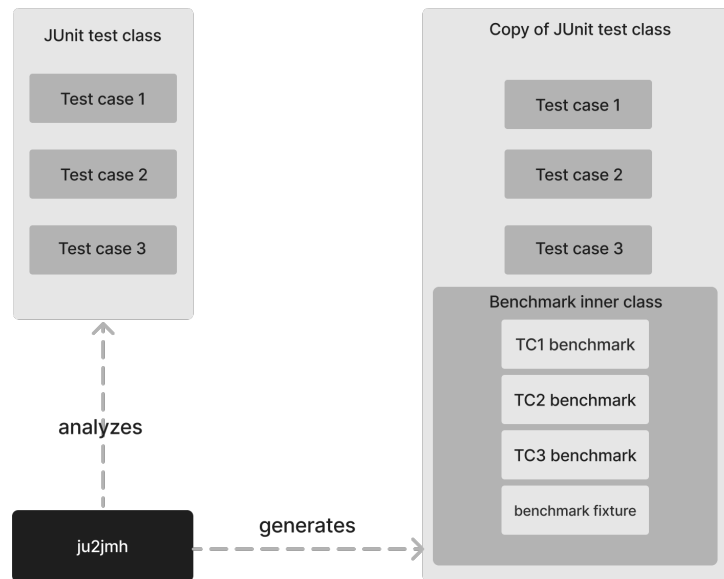 JUnit test class
Test case 1
Test case 2
Test case 3
analyzes
ju2jmh
generates
Copy of JUnit test class
Test case 1
Test case 2
Test case 3
Benchmark inner class
TC1 benchmark
TC2 benchmark
TC3 benchmark
benchmark fixture